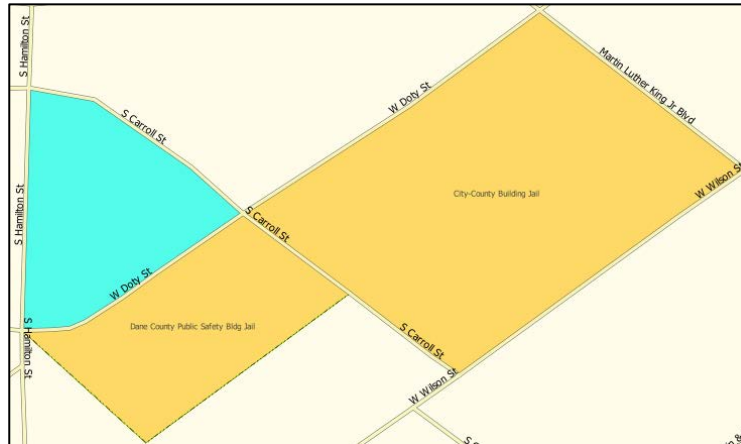 S Hamilton St
Martin Luther King Jr Blvd
W Doty St
S Carroll St
S Hamilton St
City-County Building Jail
W Wilson St
S Carroll St
W Doty St
Dane County Public Safety Bldg Jail
S Hamilton St
S Carroll St
W Wilson St